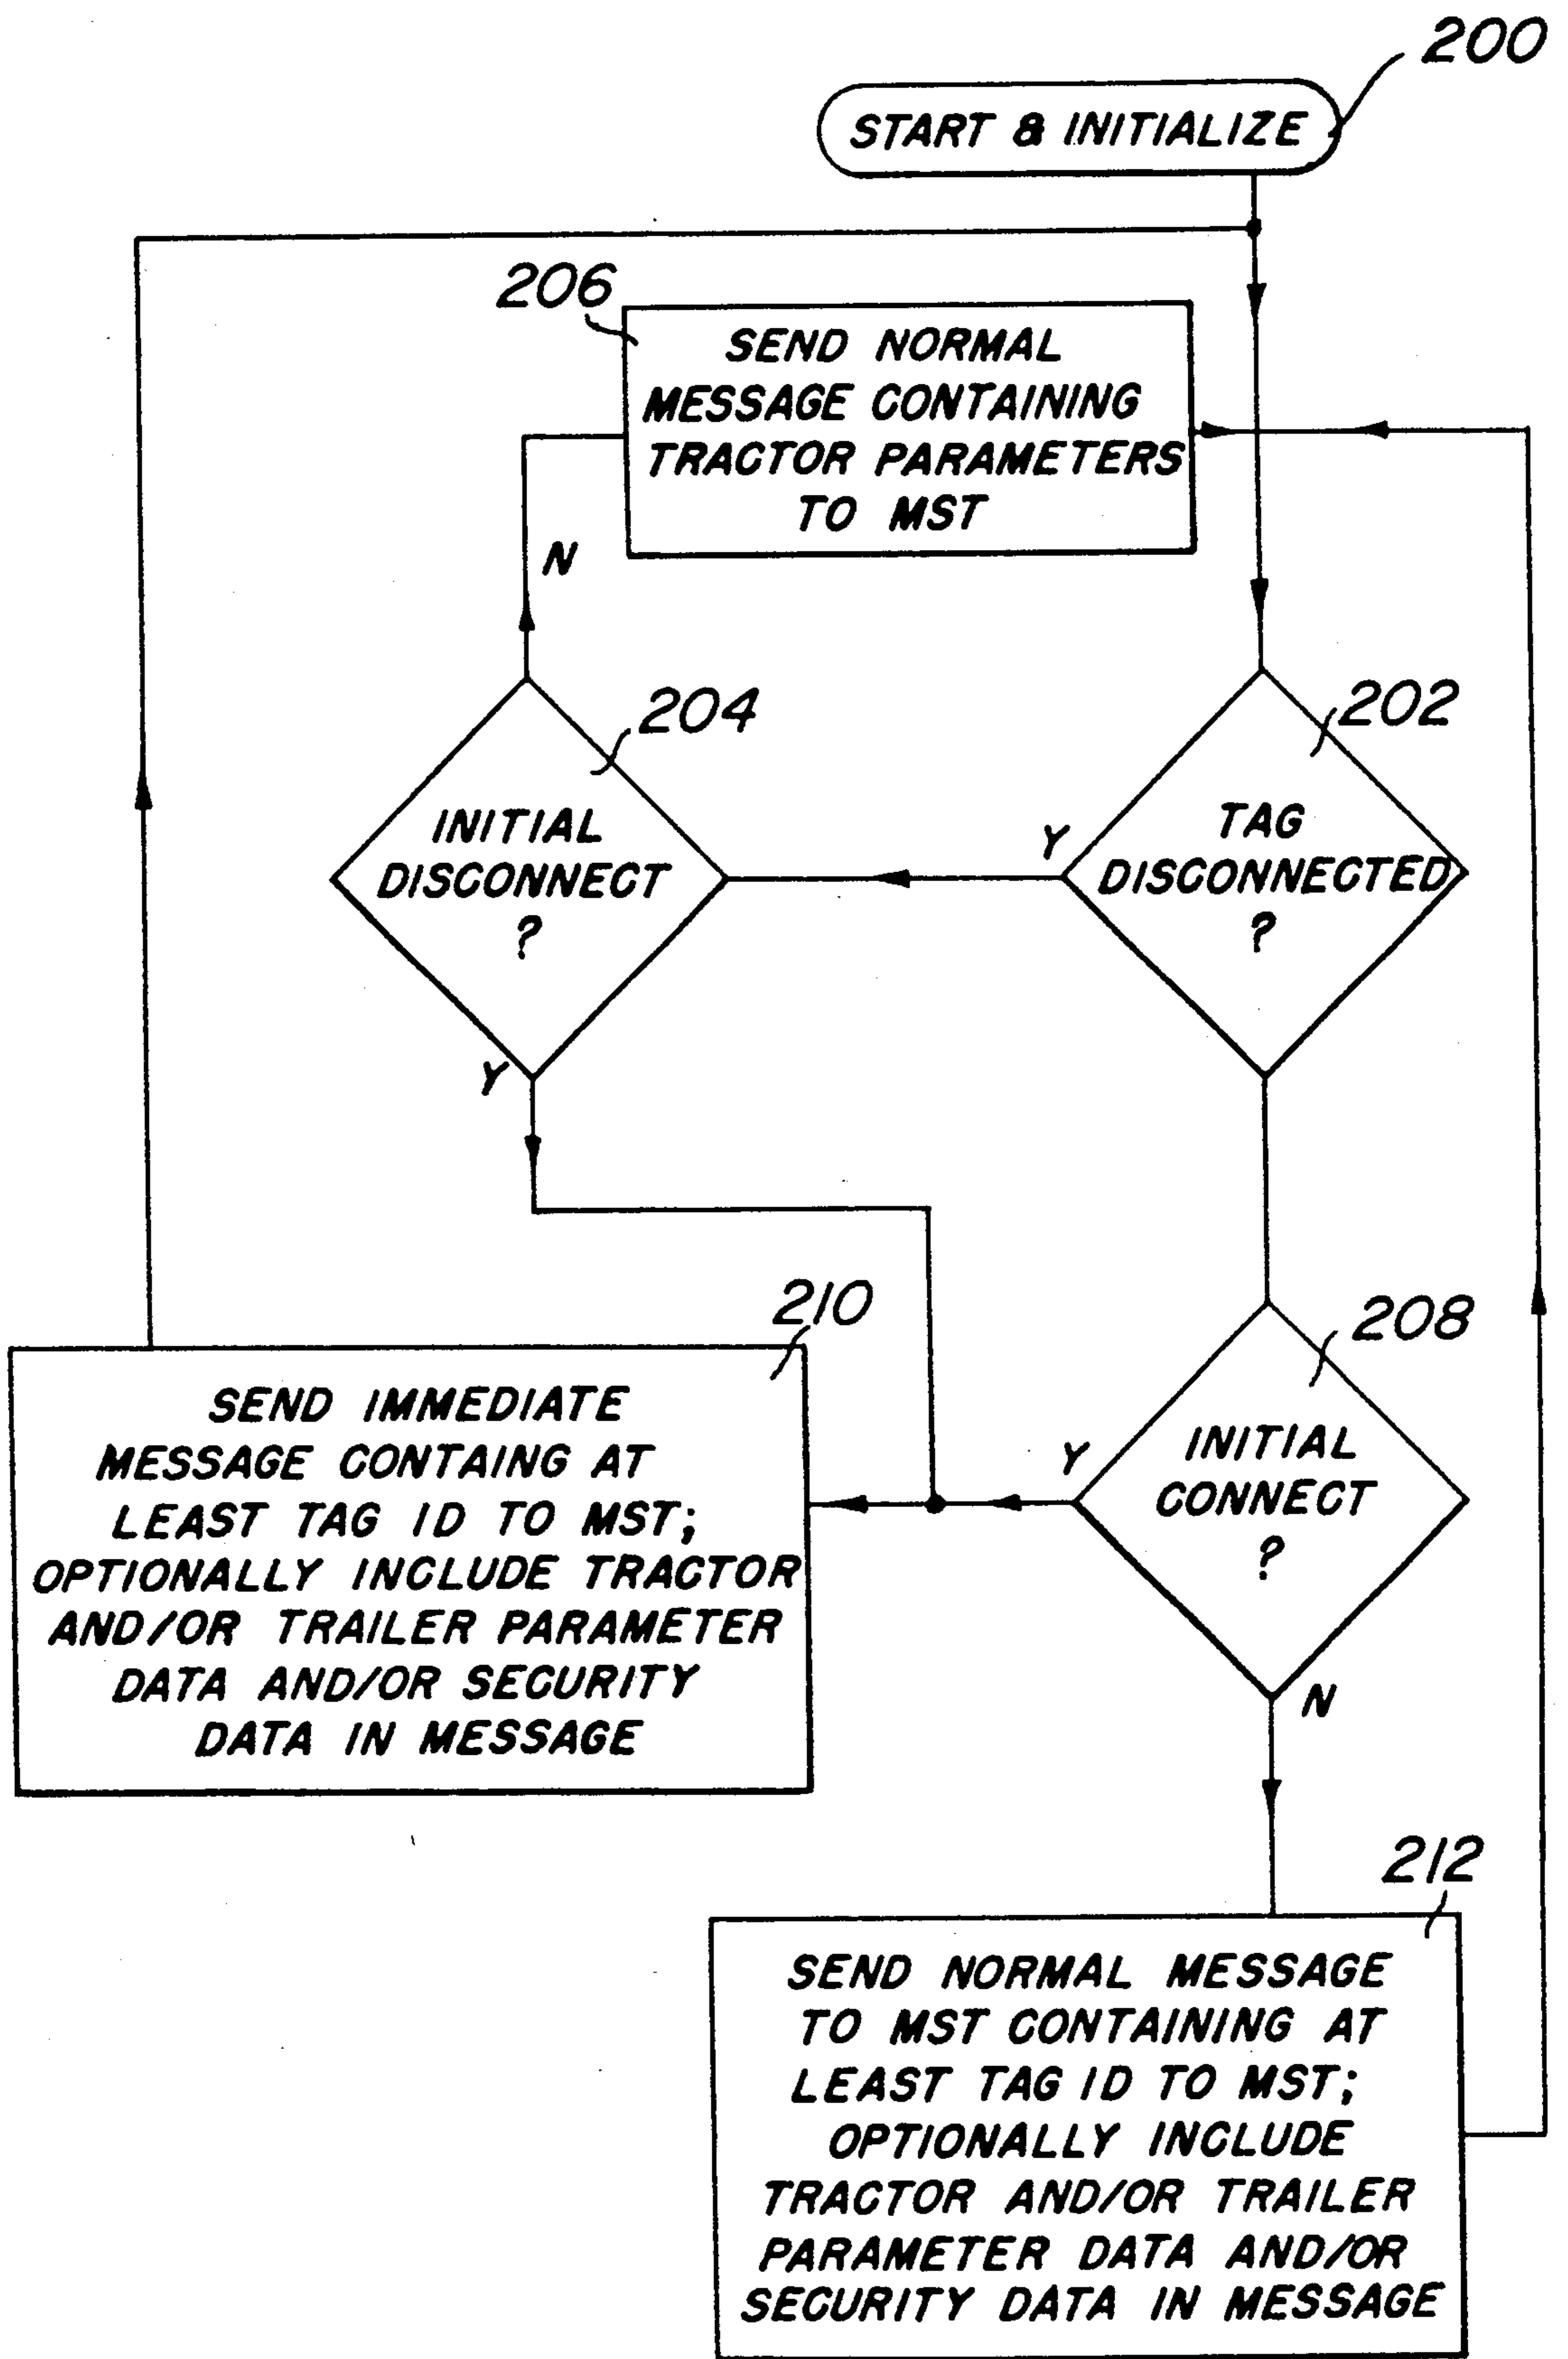 200
START & INITIALIZE
206
SEND NORMAL
MESSAGE CONTAINING
TRACTOR PARAMETERS
TO MST
N
204
INITIAL
DISCONNECT
?
Y
202
TAG
DISCONNECTED
?
Y
210
SEND IMMEDIATE
MESSAGE CONTAING AT
LEAST TAG ID TO MST;
OPTIONALLY INCLUDE TRACTOR
AND/OR TRAILER PARAMETER
DATA AND/OR SECURITY
DATA IN MESSAGE
208
Y
INITIAL
CONNECT
?
N
212
SEND NORMAL MESSAGE
TO MST CONTAINING AT
LEAST TAG ID TO MST;
OPTIONALLY INCLUDE
TRACTOR AND/OR TRAILER
PARAMETER DATA AND/OR
SECURITY DATA IN MESSAGE